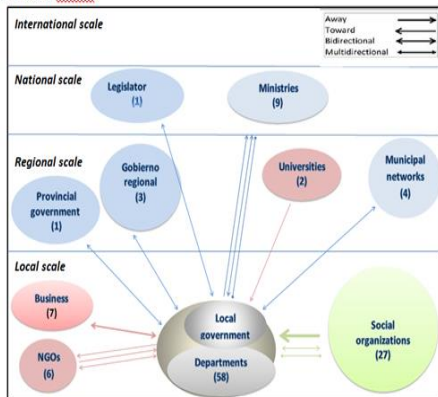 International scale
Away
Toward
Bidirectional
Multidirectional
National scale
Legislator
(1)
Ministries
(9)
Regional scale
Provincial
government
(1)
Gobierno
regional
(3)
Universities
(2)
Municipal
networks
(4)
Local scale
Business
(7)
NGOs
(6)
Local
government
Departments
(58)
Social
organizations
(27)